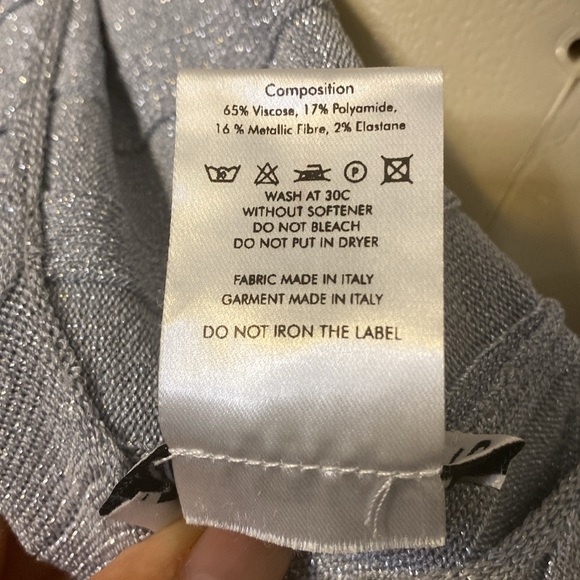 Composition
65% Viscose, 17% Polyamide,
16 % Metallic Fibre, 2% Elastane
P
WASH AT 30C
WITHOUT SOFTENER
DO NOT BLEACH
DO NOT PUT IN DRYER
FABRIC MADE IN ITALY
GARMENT MADE IN ITALY
DO NOT IRON THE LABEL